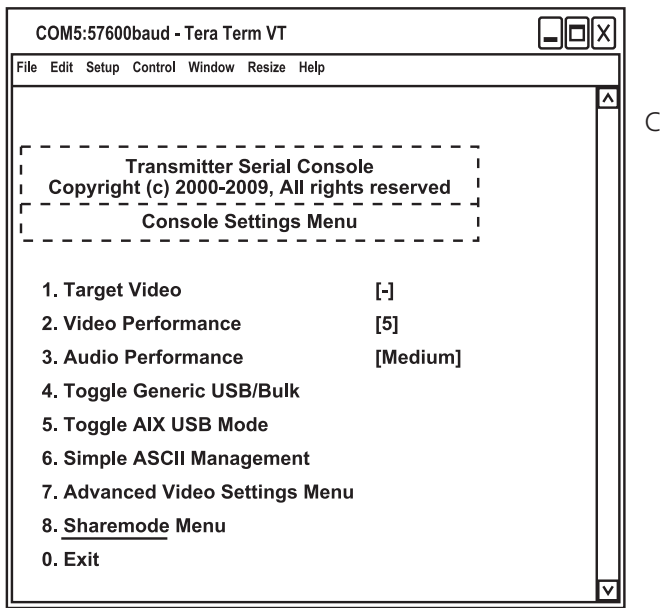 COM5:57600baud - Tera Term VT
File Edit Setup Control Window Resize Help
C
Transmitter Serial Console
Copyright (c) 2000-2009, All rights reserved
Console Settings Menu
1. Target Video [-]
2. Video Performance [5]
3. Audio Performance [Medium]
4. Toggle Generic USB/Bulk
5. Toggle AIX USB Mode
6. Simple ASCII Management
7. Advanced Video Settings Menu
8. Sharemode Menu
0. Exit